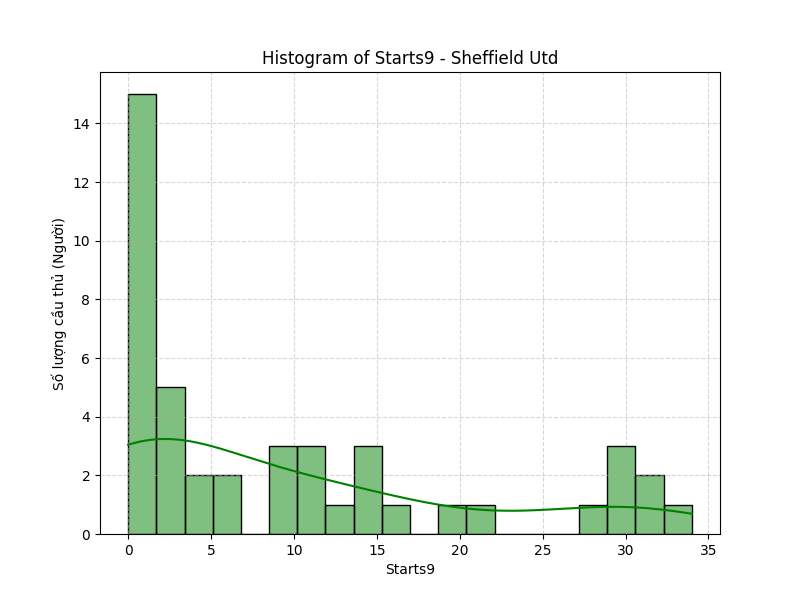 Histogram of Starts9 - Sheffield Utd
Số lượng cầu thủ (Người)
14
12
10
8
6
4
2
0
0 5 10 15 20 25 30 35
Starts9